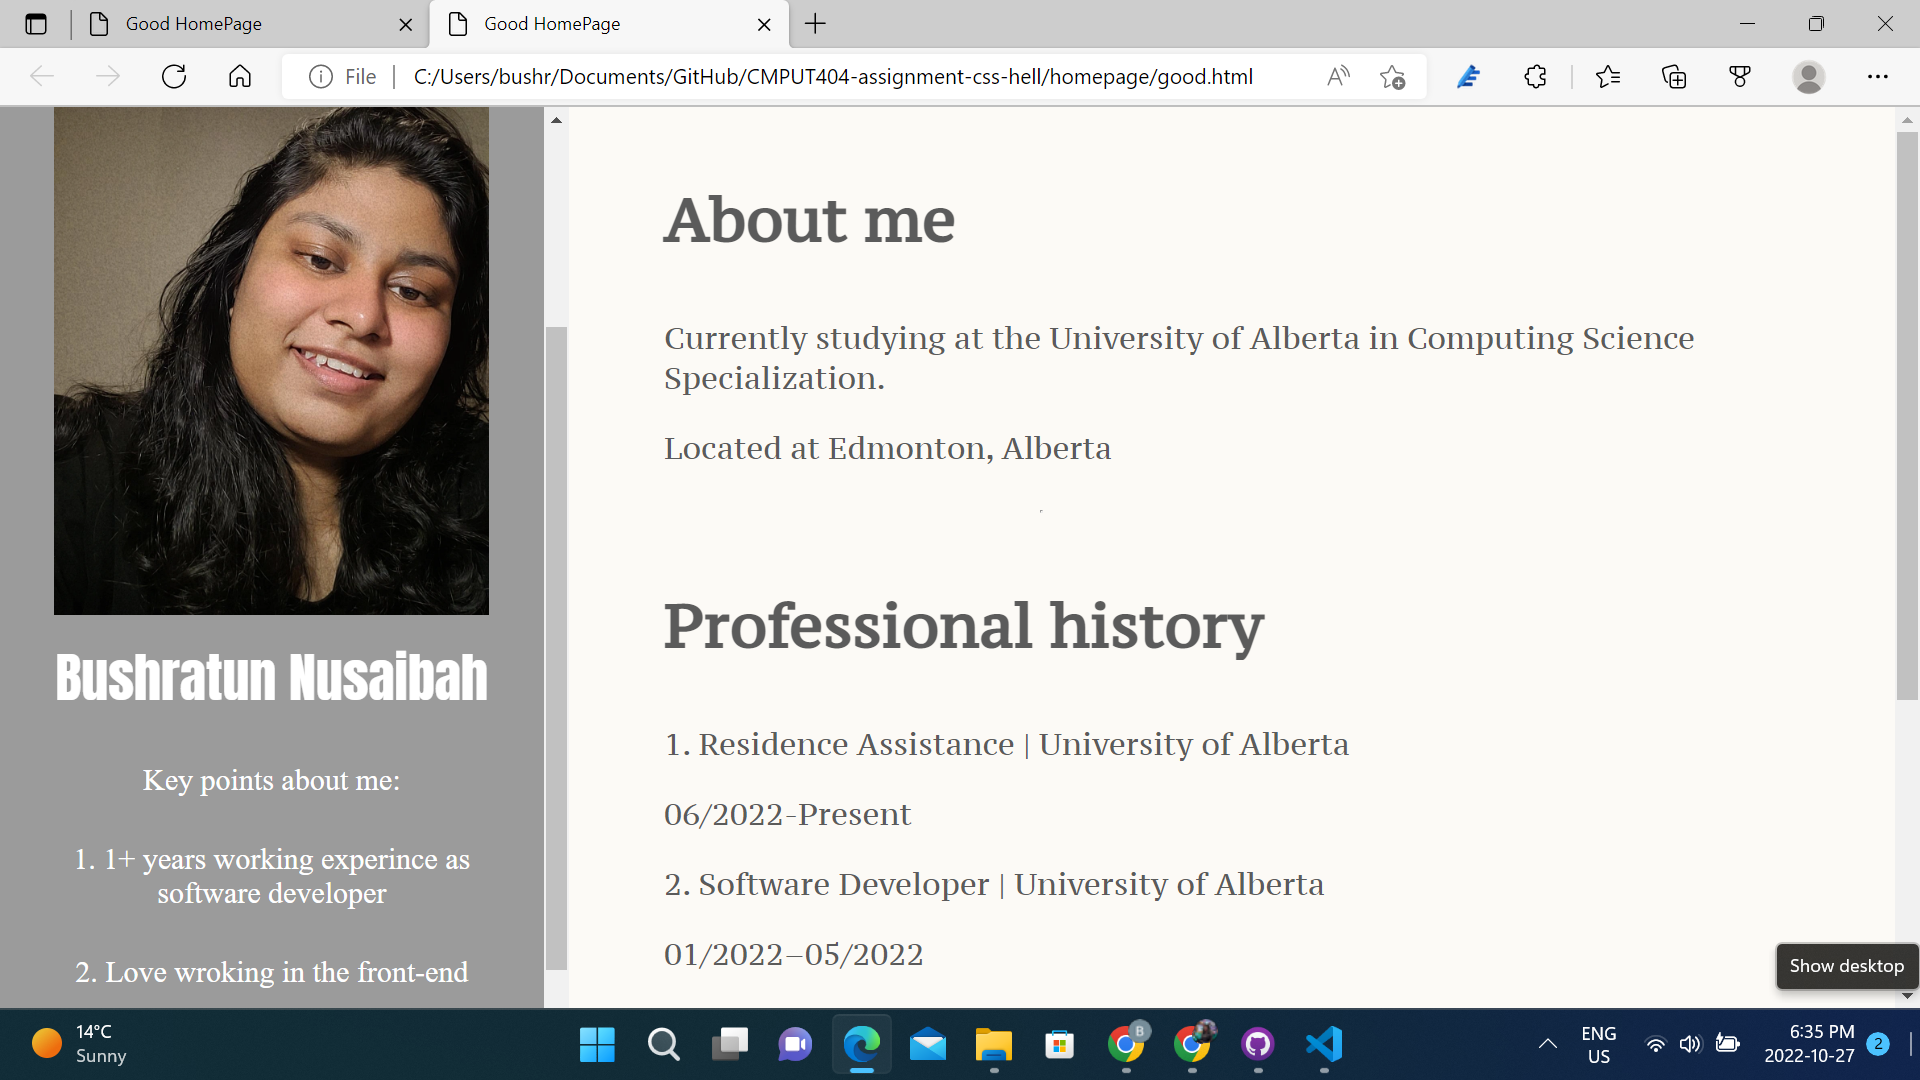 Good HomePage
Good HomePage
File
C:/Users/bushr/Documents/GitHub/CMPUT404-assignment-css-hell/homepage/good.html
Bushratun Nusaibah
Key points about me:
1. 1+ years working experince as
software developer
2. Love wroking in the front-end
About me
Currently studying at the University of Alberta in Computing Science
Specialization.
Located at Edmonton, Alberta
Professional history
1. Residence Assistance | University of Alberta
06/2022-Present
2. Software Developer | University of Alberta
01/2022–05/2022
Show desktop
14°C
Sunny
B
ENG
US
6:35 PM
2022-10-27
2